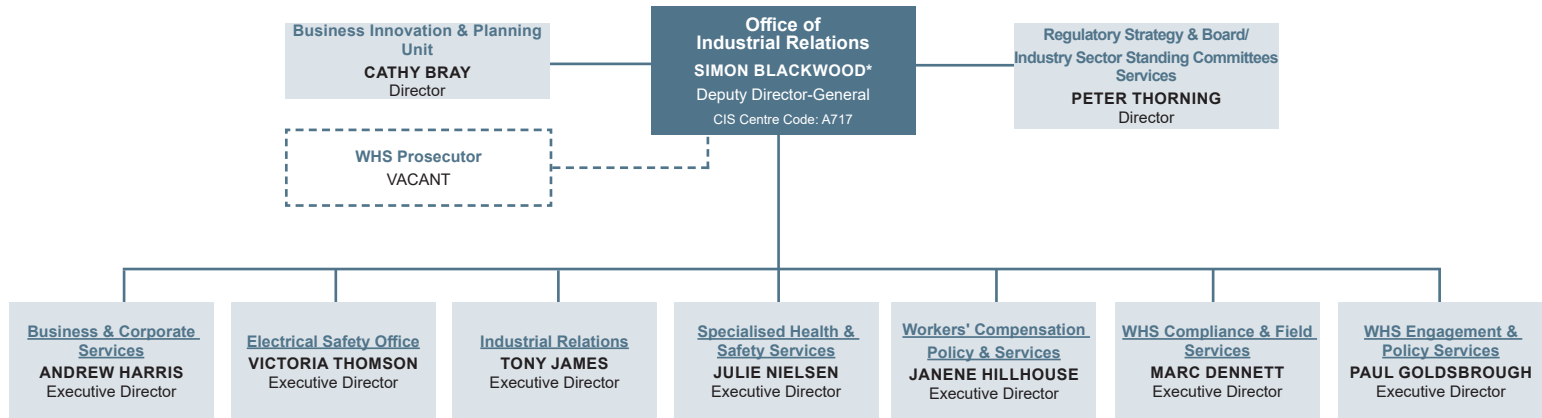 Business Innovation & Planning
Unit
CATHY BRAY
Director
Office of
Industrial Relations
SIMON BLACKWOOD*
Deputy Director-General
CIS Centre Code: A717
Regulatory Strategy & Board/
Industry Sector Standing Committees
Services
PETER THORNING
Director
WHS Prosecutor
VACANT
Business & Corporate
Services
ANDREW HARRIS
Executive Director
Electrical Safety Office
VICTORIA THOMSON
Executive Director
Industrial Relations
TONY JAMES
Executive Director
Specialised Health &
Safety Services
JULIE NIELSEN
Executive Director
Workers' Compensation
Policy & Services
JANENE HILLHOUSE
Executive Director
WHS Compliance & Field
Services
MARC DENNETT
Executive Director
WHS Engagement &
Policy Services
PAUL GOLDSBROUGH
Executive Director